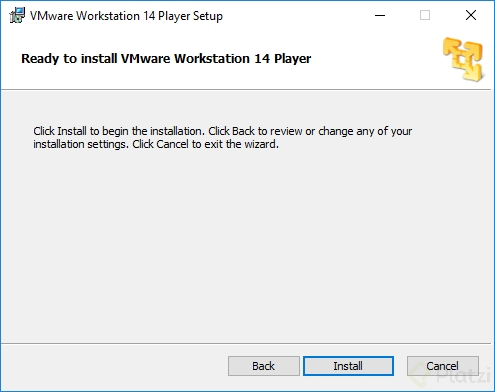 VMware Workstation 14 Player Setup
Ready to install VMware Workstation 14 Player
Click Install to begin the installation. Click Back to review or change any of your
installation settings. Click Cancel to exit the wizard.
Back
Install
Cancel
Platzi